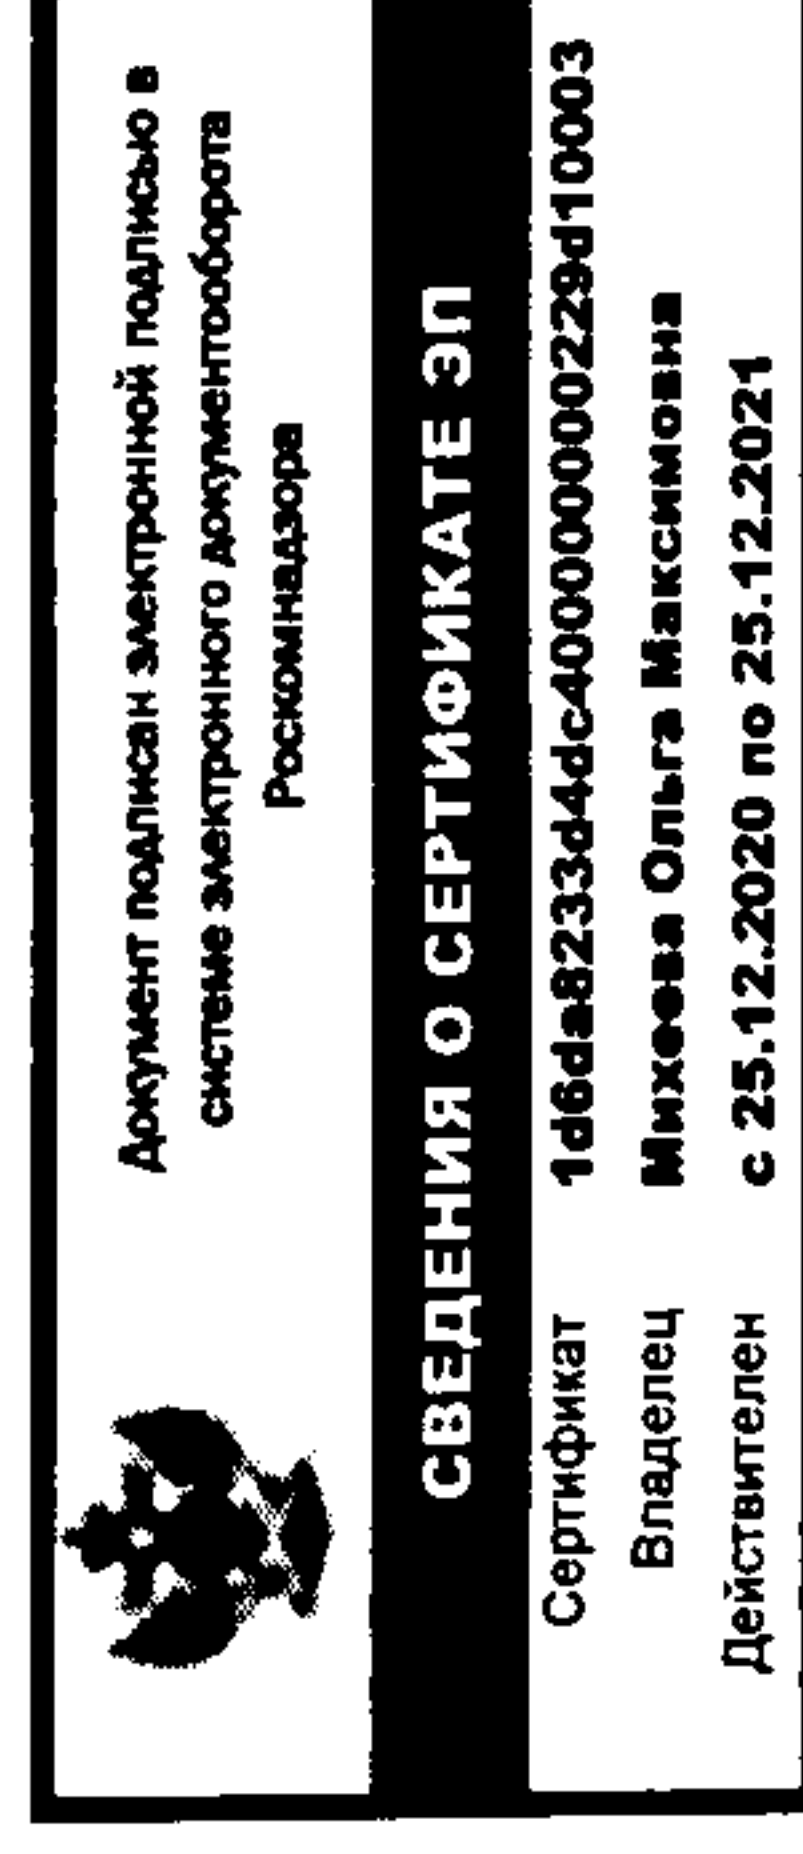 Документ подписан электронной подписью в
системе электронного документооборота
Роскомнадзора
СВЕДЕНИЯ О СЕРТИФИКАТЕ ЭП
Сертификат 1d6da8233d4dc4000000000229d10003
Владелец Михеева Ольга Максимовна
Действителен с 25.12.2020 по 25.12.2021